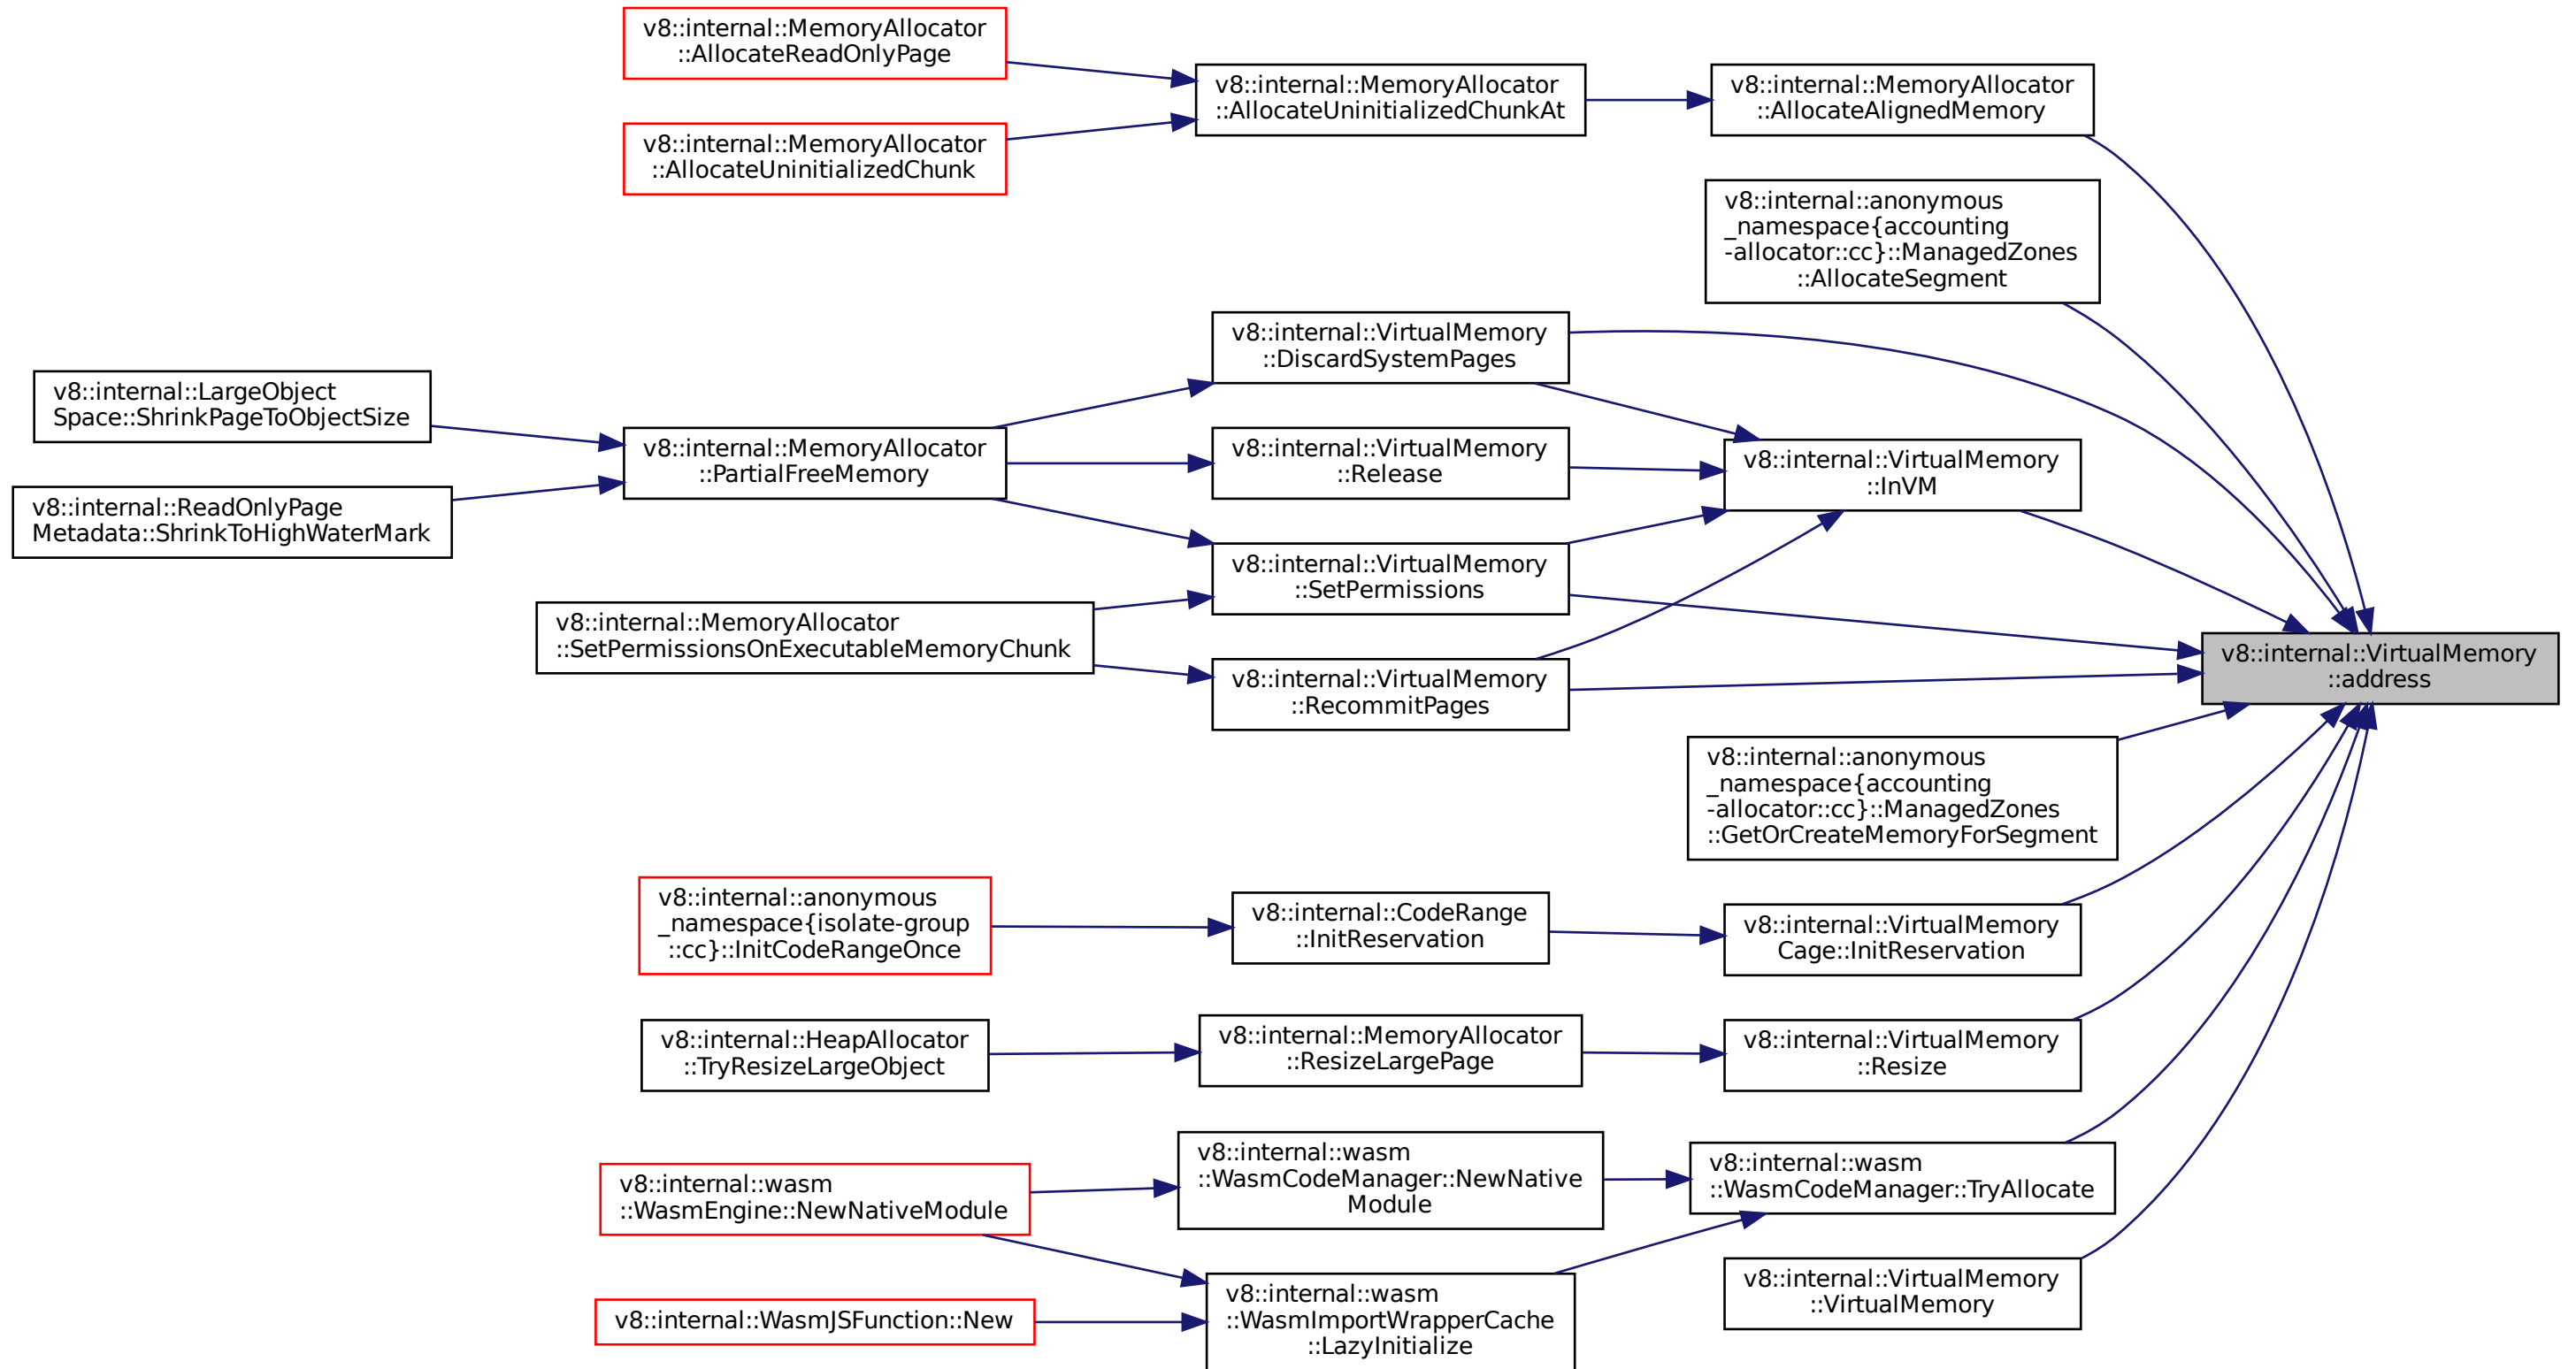 v8::internal::MemoryAllocator
::AllocateReadOnlyPage
v8::internal::MemoryAllocator
::AllocateUninitializedChunk
v8::internal::MemoryAllocator
::AllocateUninitializedChunkAt
v8::internal::MemoryAllocator
::AllocateAlignedMemory
v8::internal::anonymous
_namespace{accounting
-allocator::cc}::ManagedZones
::AllocateSegment
v8::internal::VirtualMemory
::DiscardSystemPages
v8::internal::LargeObject
Space::ShrinkPageToObjectSize
v8::internal::MemoryAllocator
::PartialFreeMemory
v8::internal::VirtualMemory
::Release
v8::internal::VirtualMemory
::InVM
v8::internal::ReadOnlyPage
Metadata::ShrinkToHighWaterMark
v8::internal::VirtualMemory
::SetPermissions
v8::internal::MemoryAllocator
::SetPermissionsOnExecutableMemoryChunk
v8::internal::VirtualMemory
::RecommitPages
v8::internal::VirtualMemory
::address
v8::internal::anonymous
_namespace{accounting
-allocator::cc}::ManagedZones
::GetOrCreateMemoryForSegment
v8::internal::anonymous
_namespace{isolate-group
::cc}::InitCodeRangeOnce
v8::internal::CodeRange
::InitReservation
v8::internal::VirtualMemory
Cage::InitReservation
v8::internal::HeapAllocator
::TryResizeLargeObject
v8::internal::MemoryAllocator
::ResizeLargePage
v8::internal::VirtualMemory
::Resize
v8::internal::wasm
::WasmEngine::NewNativeModule
v8::internal::wasm
::WasmCodeManager::NewNative
Module
v8::internal::wasm
::WasmCodeManager::TryAllocate
v8::internal::WasmJSFunction::New
v8::internal::wasm
::WasmImportWrapperCache
::LazyInitialize
v8::internal::VirtualMemory
::VirtualMemory